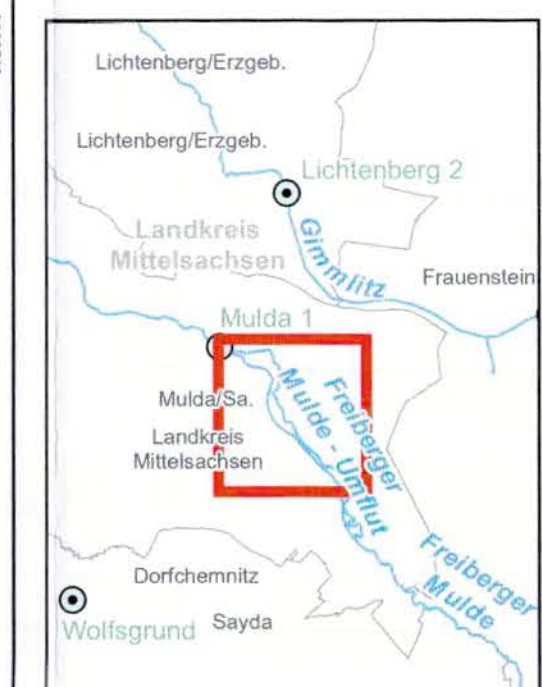 Lichtenberg/Erzgeb.
Lichtenberg/Erzgeb.
Lichtenberg 2
Landkreis
Mittelsachsen
Gimmlitz
Frauenstein
Mulda 1
Freiberger
Mulde - Umflut
Mulda/Sa.
Landkreis
Mittelsachsen
Freiberger
Mulde
Dorfchemnitz
Wolfsgrund
Sayda